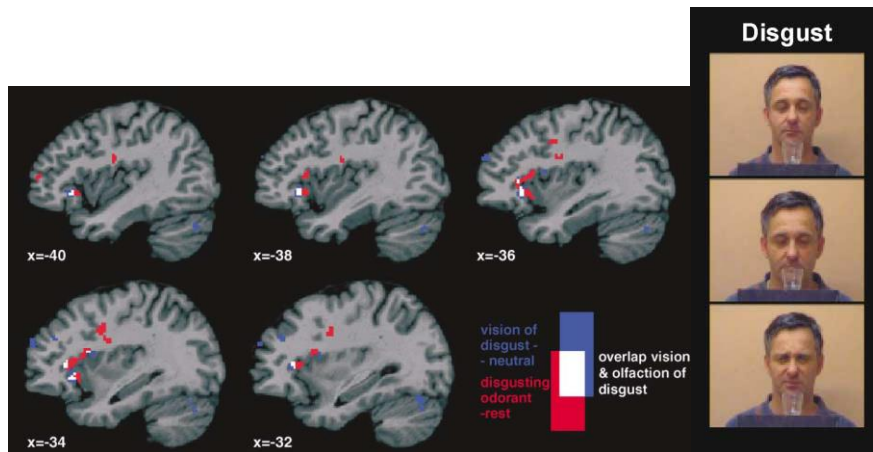 Disgust
x=-40
x=-38
x=-36
x=-34
x=-32
vision of
disgust -
- neutral
disgusting
odorant
-rest
overlap vision
& olfaction of
disgust